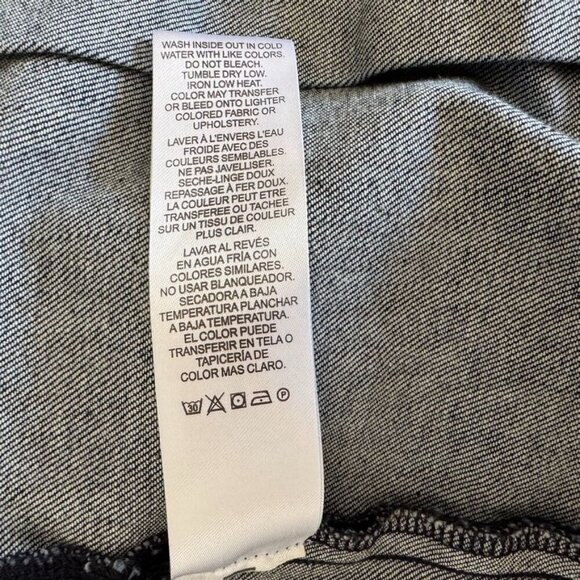 WASH INSIDE OUT IN COLD
WATER WITH LIKE COLORS.
DO NOT BLEACH.
TUMBLE DRY LOW.
IRON LOW HEAT.
COLOR MAY TRANSFER
OR BLEED ONTO LIGHTER
COLORED FABRIC OR
UPHOLSTERY.
LAVER À L'ENVERS L'EAU
FROIDE AVEC DES
COULEURS SEMBLABLES.
NE PAS JAVELLISER.
SECHE-LINGE DOUX
REPASSAGE À FER DOUX.
LA COULEUR PEUT ETRE
TRANSFEREE OU TACHEE
SUR UN TISSU DE COULEUR
PLUS CLAIR.
LAVAR AL REVÉS
EN AGUA FRÍA CON
COLORES SIMILARES.
NO USAR BLANQUEADOR.
SECADORA A BAJA
TEMPERATURA PLANCHAR
A BAJA TEMPERATURA.
EL COLOR PUEDE
TRANSFERIR EN TELA O
TAPICERÍA DE
COLOR MAS CLARO.
30 P